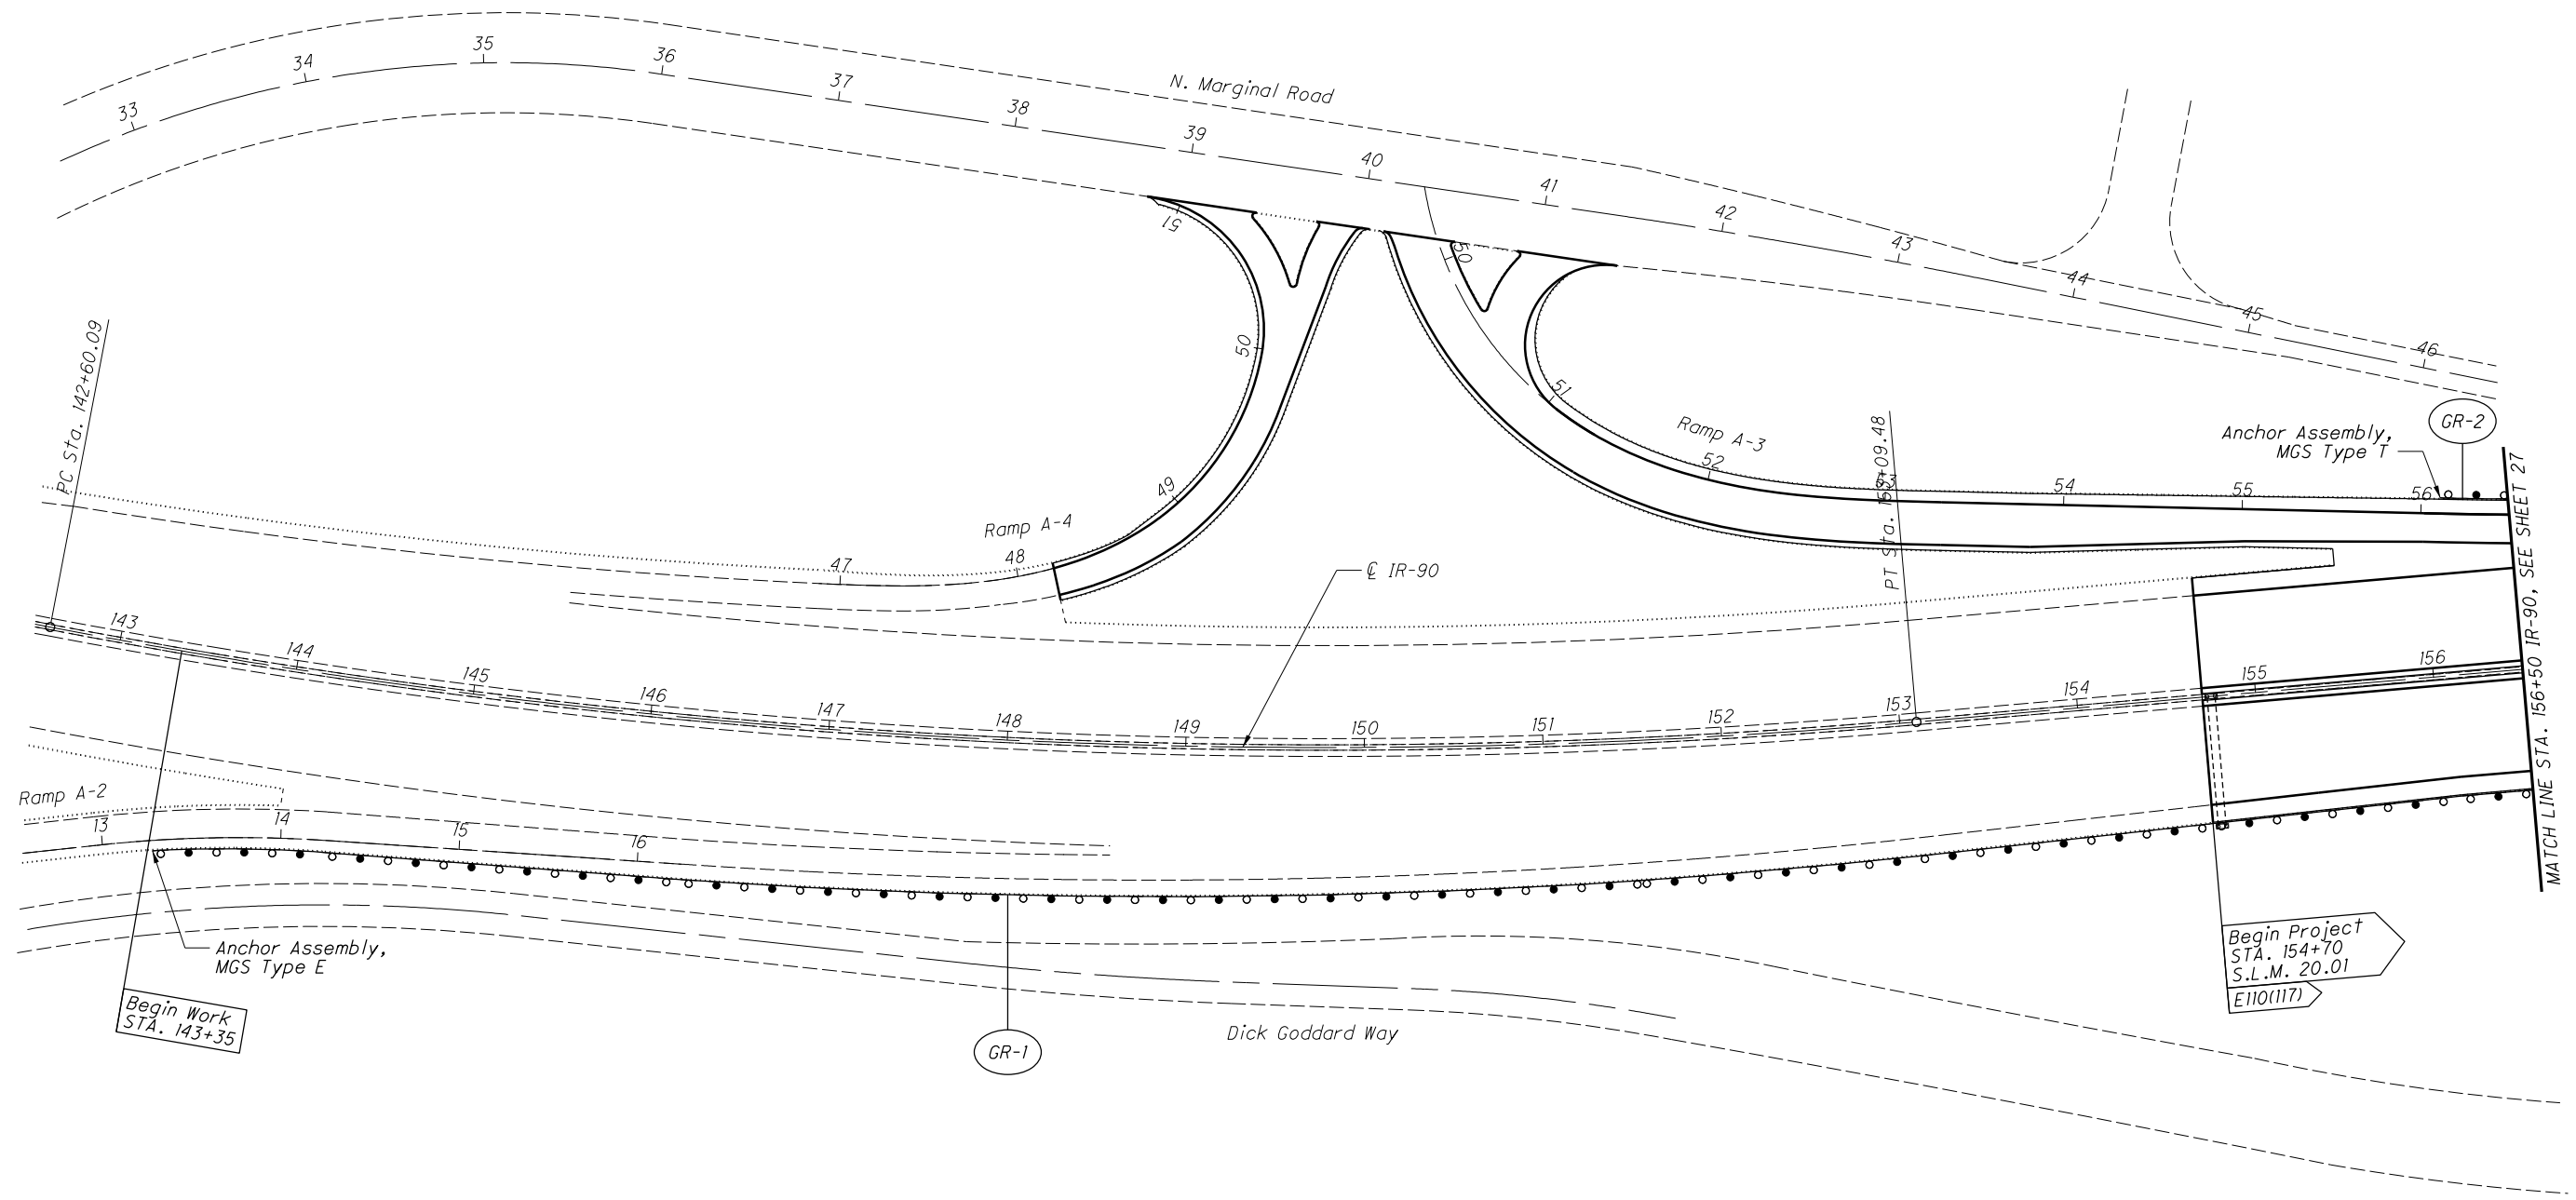 33
34
35
36
37
38
39
40
41
42
43
44
45
46
N. Marginal Road
51
50
49
48
47
Ramp A-4
50
51
52
54
55
56
Ramp A-3
PC Sta. 142+60.09
Anchor Assembly,
MGS Type T
GR-2
℄ IR-90
143
144
145
146
147
148
149
150
151
152
153
154
155
156
MATCH LINE STA. 156+50 IR-90, SEE SHEET 27
PT Sta. 153+09.48
Ramp A-2
13
14
15
16
Anchor Assembly,
MGS Type E
Begin Work
STA. 143+35
GR-1
Dick Goddard Way
Begin Project
STA. 154+70
S.L.M. 20.01
E110(117)